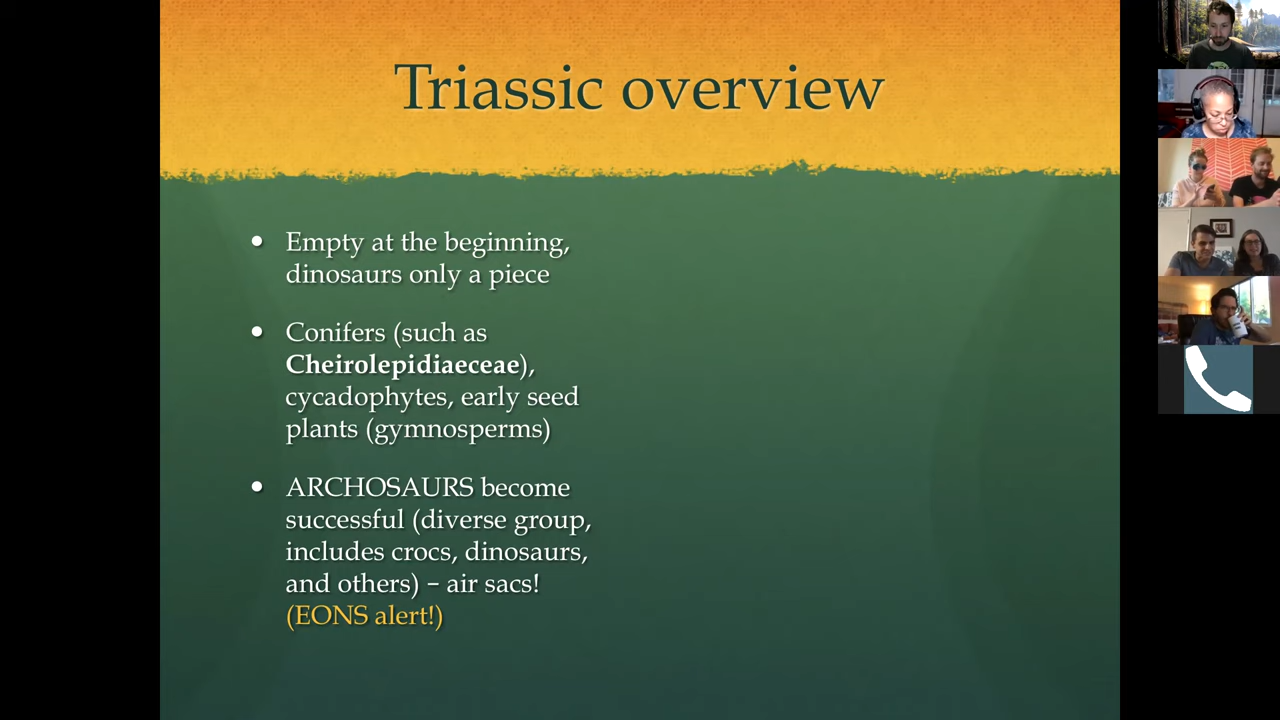 Triassic overview
• Empty at the beginning,
dinosaurs only a piece
• Conifers (such as
Cheirolepidiaeceae),
cycadophytes, early seed
plants (gymnosperms)
• ARCHOSAURS become
successful (diverse group,
includes crocs, dinosaurs,
and others) – air sacs!
(EONS alert!)